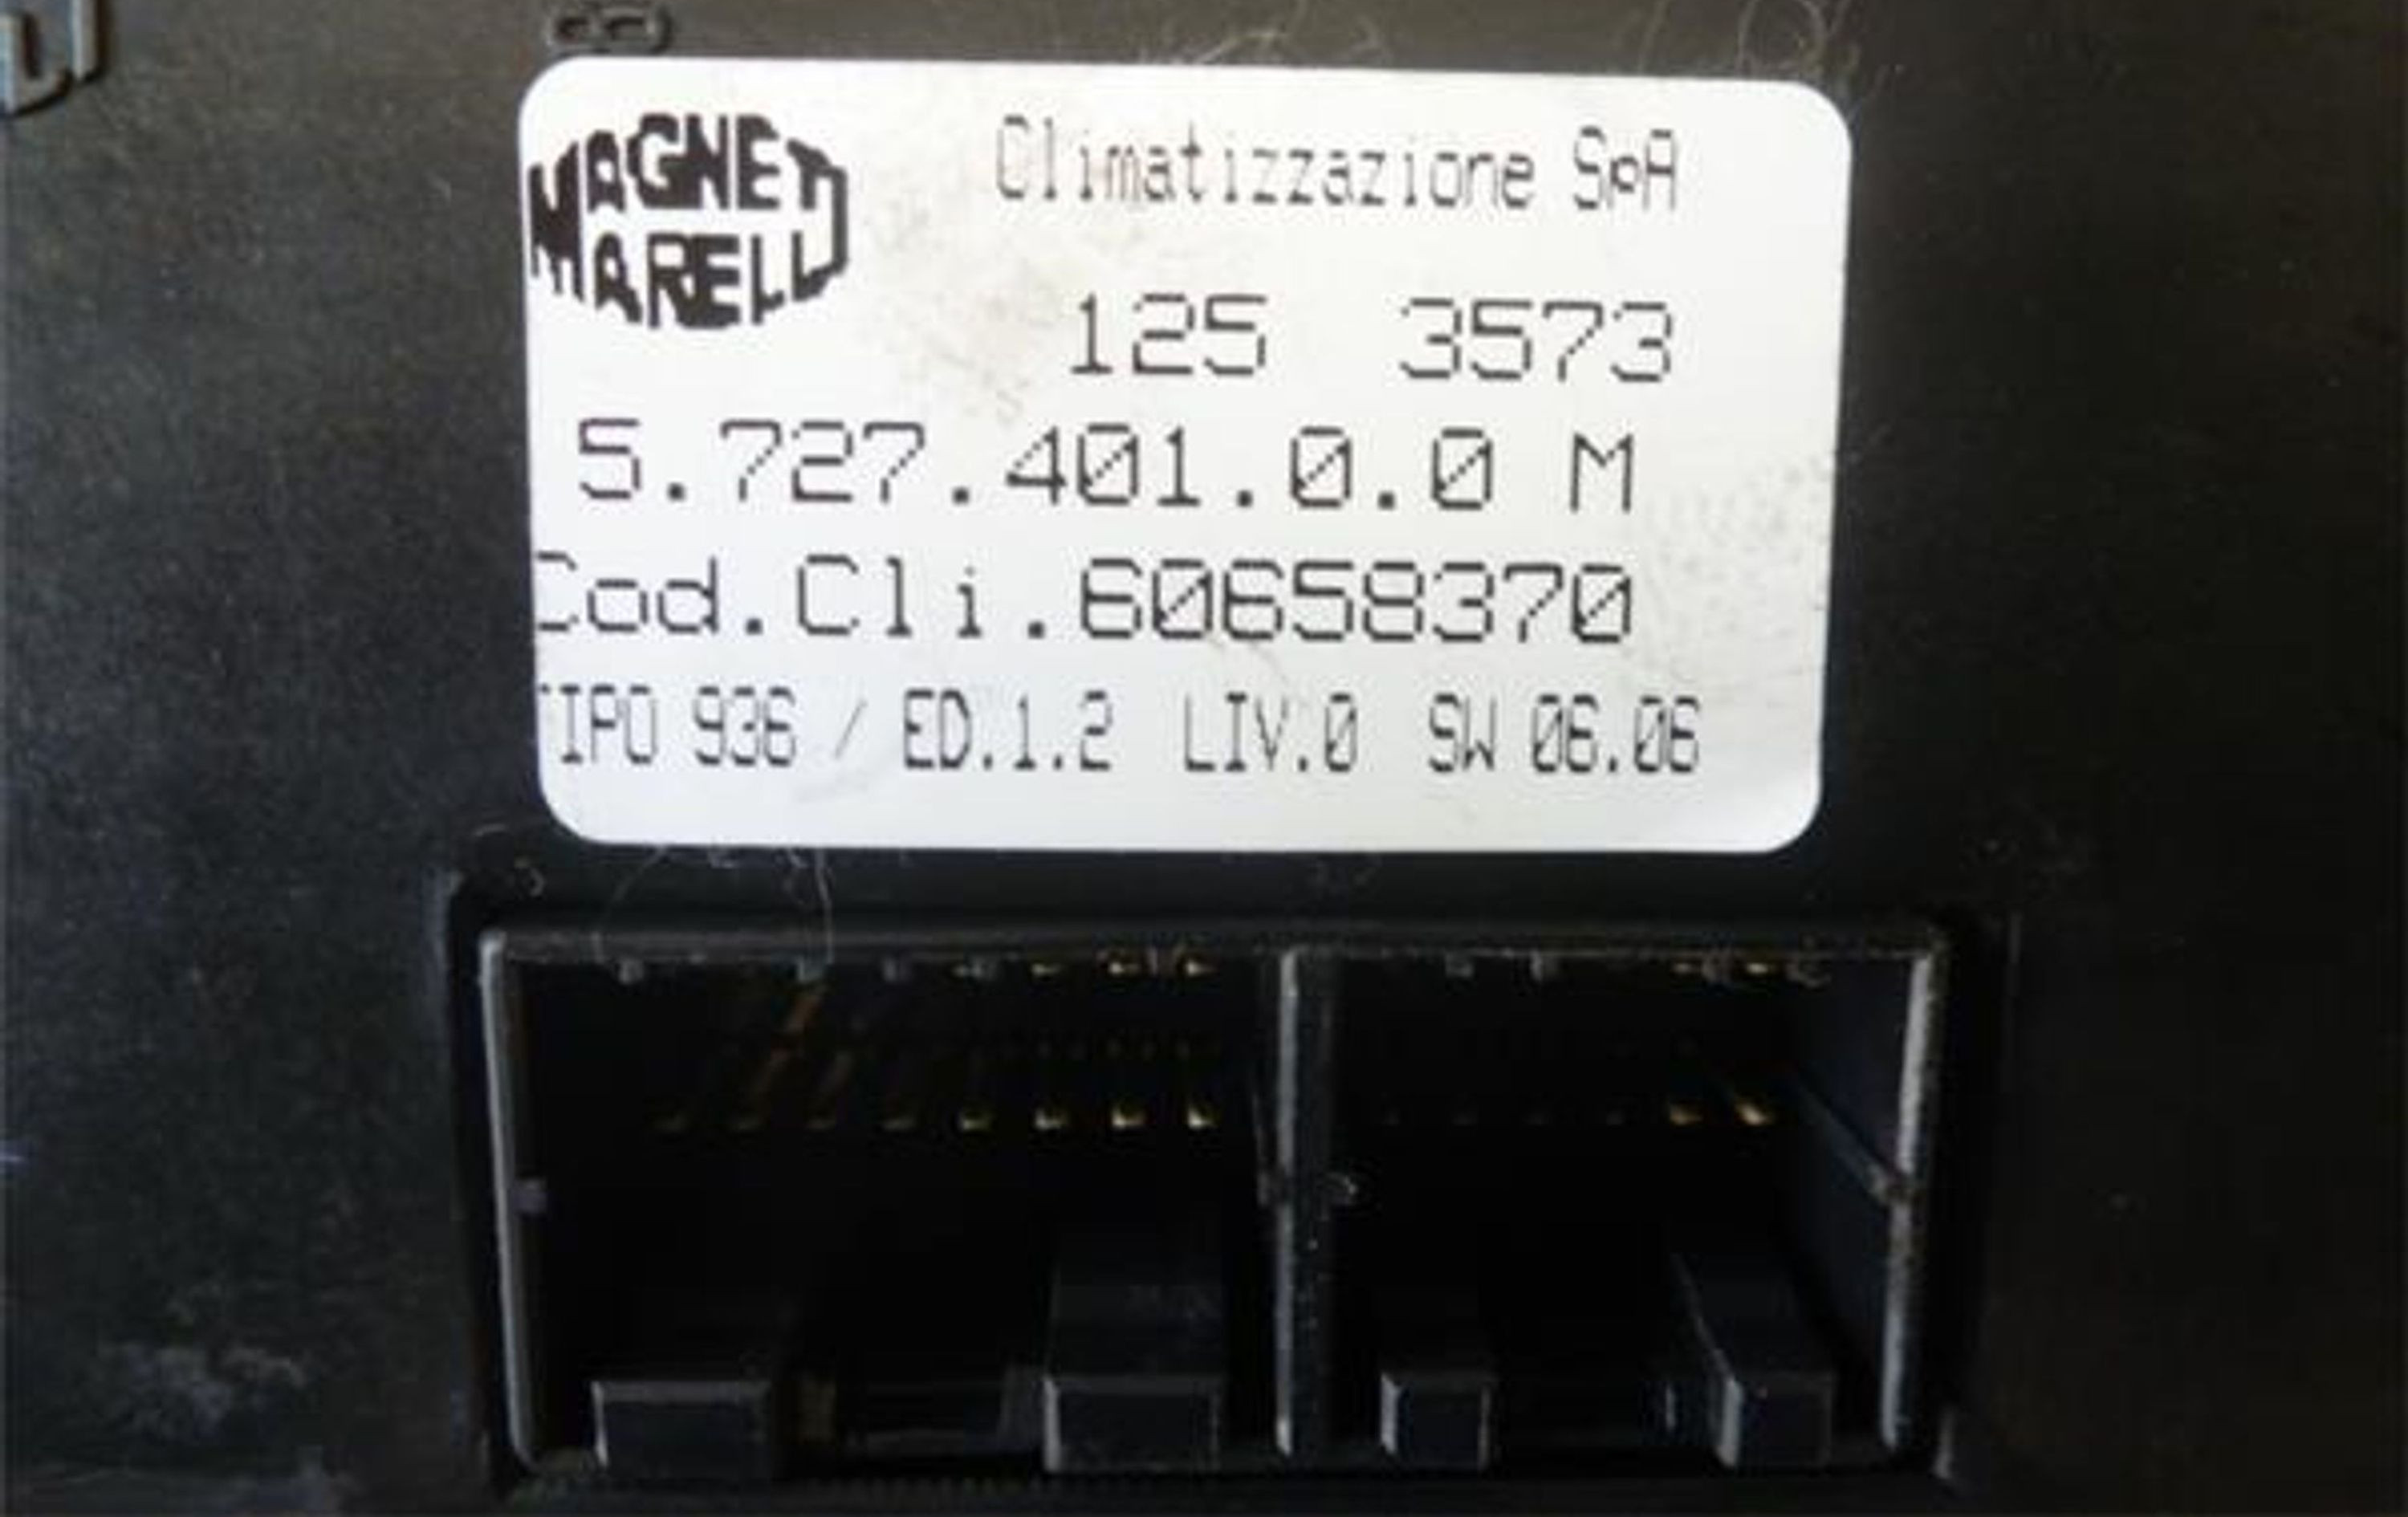 MAGNETI
MARELLI
Climatizzazione SpA
125 3573
5.727.401.0.0 M
Cod.Cli.60658370
TIPO 936 / ED.1.2 LIV.0 SW 06.06